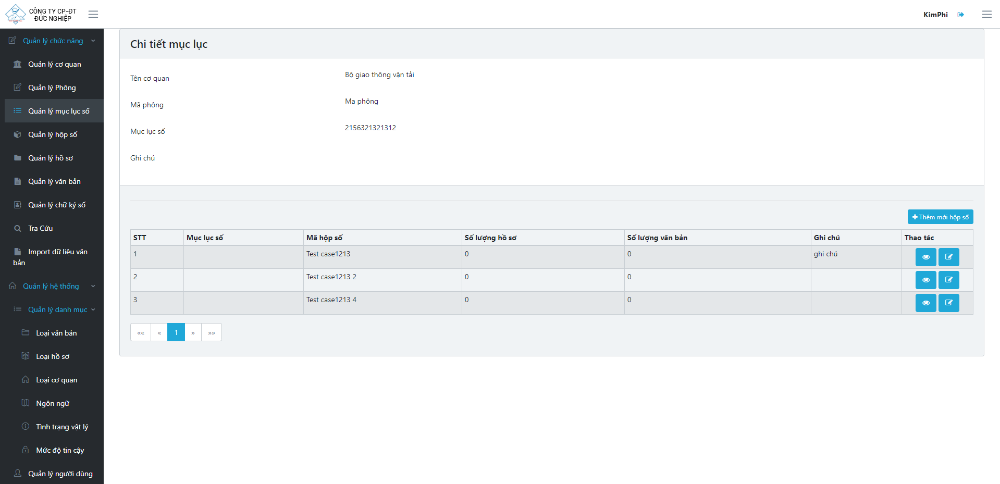 CÔNG TY CP-ĐT
ĐỨC NGHIỆP
KimPhi
Quản lý chức năng
Quản lý cơ quan
Quản lý Phông
Quản lý mục lục số
Quản lý hộp số
Quản lý hồ sơ
Quản lý văn bản
Quản lý chữ ký số
Tra Cứu
Import dữ liệu văn
bản
Quản lý hệ thống
Quản lý danh mục
Loại văn bản
Loại hồ sơ
Loại cơ quan
Ngôn ngữ
Tình trạng vật lý
Mức độ tin cậy
Quản lý người dùng
Chi tiết mục lục
Tên cơ quan Bộ giao thông vận tải
Mã phông Ma phông
Mục lục số 2156321321312
Ghi chú
Thêm mới hộp số
STT Mục lục số Mã hộp số Số lượng hồ sơ Số lượng văn bản Ghi chú Thao tác
1 Test case1213 0 0 ghi chú
2 Test case1213 2 0 0
3 Test case1213 4 0 0
«« « 1 » »»